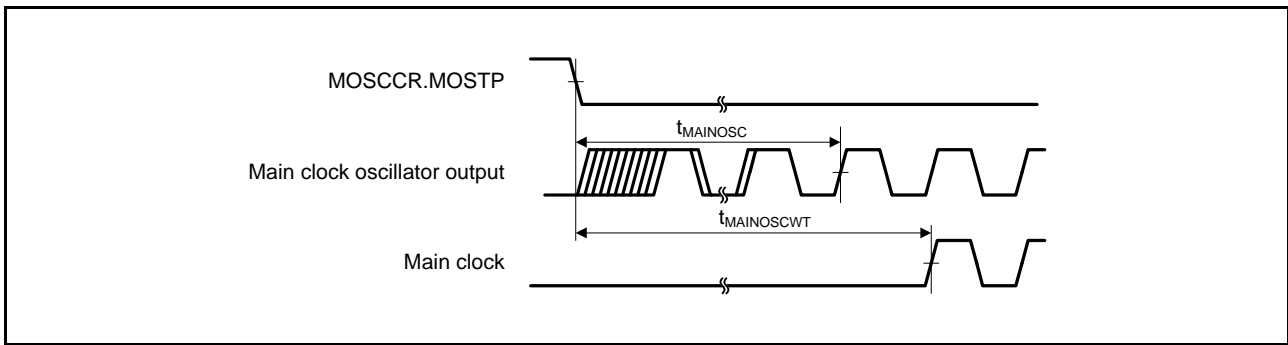 MOSCCR.MOSTP
tMAINOSC
Main clock oscillator output
tMAINOSCWT
Main clock